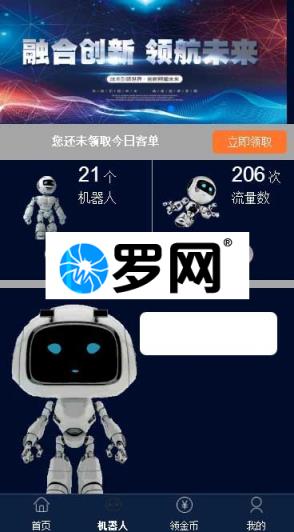 融合创新 领航未来
您还未领取今日客单
立即领取
21个
机器人
206次
流量数
罗网®
首页
机器人
领金币
我的